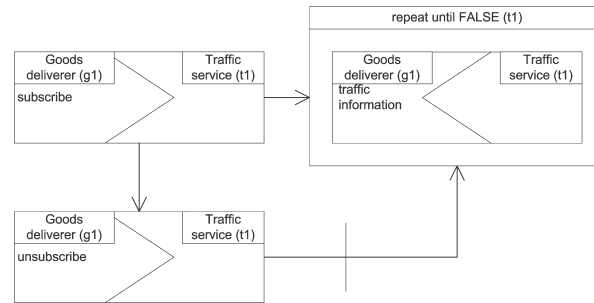 repeat until FALSE (t1)
Goods
deliverer (g1)
Traffic
service (t1)
subscribe
Goods
deliverer (g1)
Traffic
service (t1)
traffic
information
Goods
deliverer (g1)
Traffic
service (t1)
unsubscribe